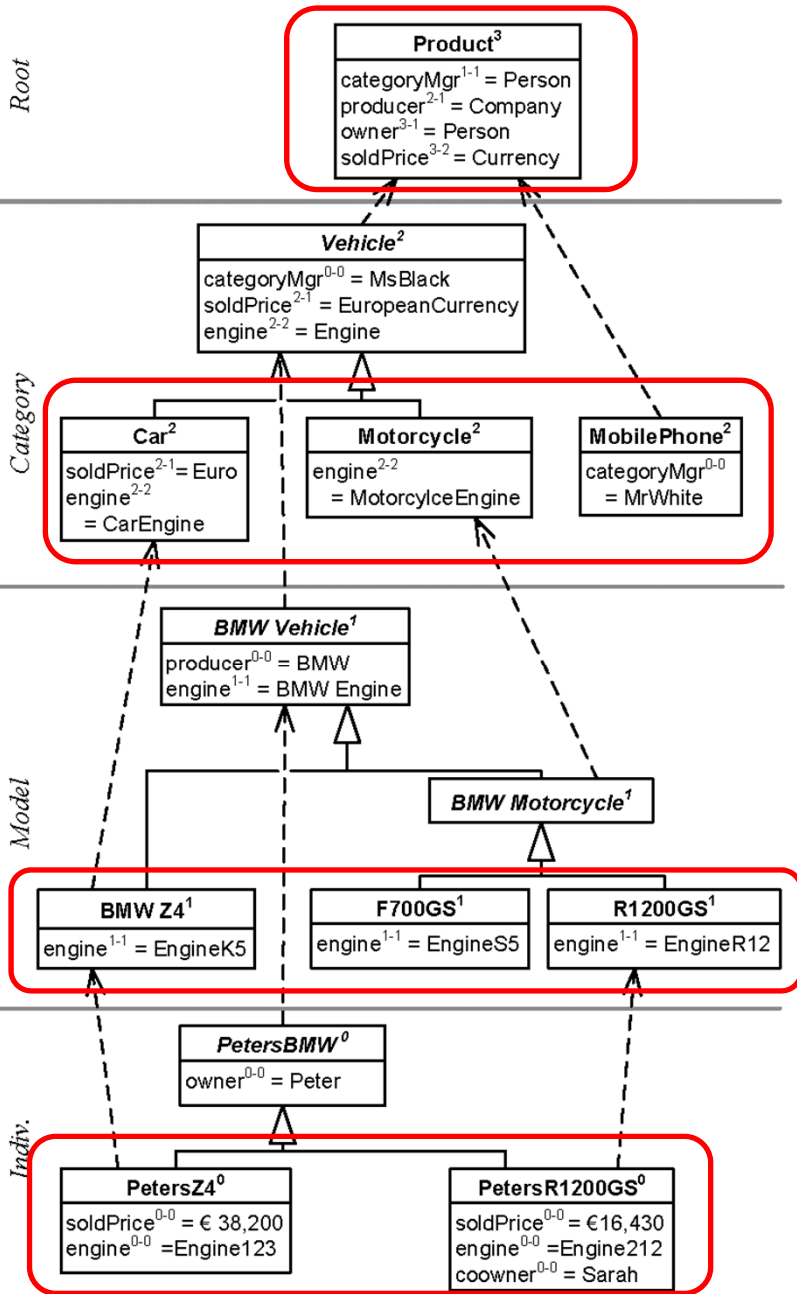 Root
Product³
categoryMgr¹⁻¹ = Person
producer²⁻¹ = Company
owner³⁻¹ = Person
soldPrice³⁻² = Currency
Category
Vehicle²
categoryMgr⁰⁻⁰ = MsBlack
soldPrice²⁻¹ = EuropeanCurrency
engine²⁻² = Engine
Car²
soldPrice²⁻¹= Euro
engine²⁻²
= CarEngine
Motorcycle²
engine²⁻²
= MotorcylceEngine
MobilePhone²
categoryMgr⁰⁻⁰
= MrWhite
Model
BMW Vehicle¹
producer⁰⁻⁰ = BMW
engine¹⁻¹ = BMW Engine
BMW Motorcycle¹
BMW Z4¹
engine¹⁻¹ = EngineK5
F700GS¹
engine¹⁻¹ = EngineS5
R1200GS¹
engine¹⁻¹ = EngineR12
Indiv.
PetersBMW⁰
owner⁰⁻⁰ = Peter
PetersZ4⁰
soldPrice⁰⁻⁰ = € 38,200
engine⁰⁻⁰ =Engine123
PetersR1200GS⁰
soldPrice⁰⁻⁰ = €16,430
engine⁰⁻⁰ =Engine212
coowner⁰⁻⁰ = Sarah